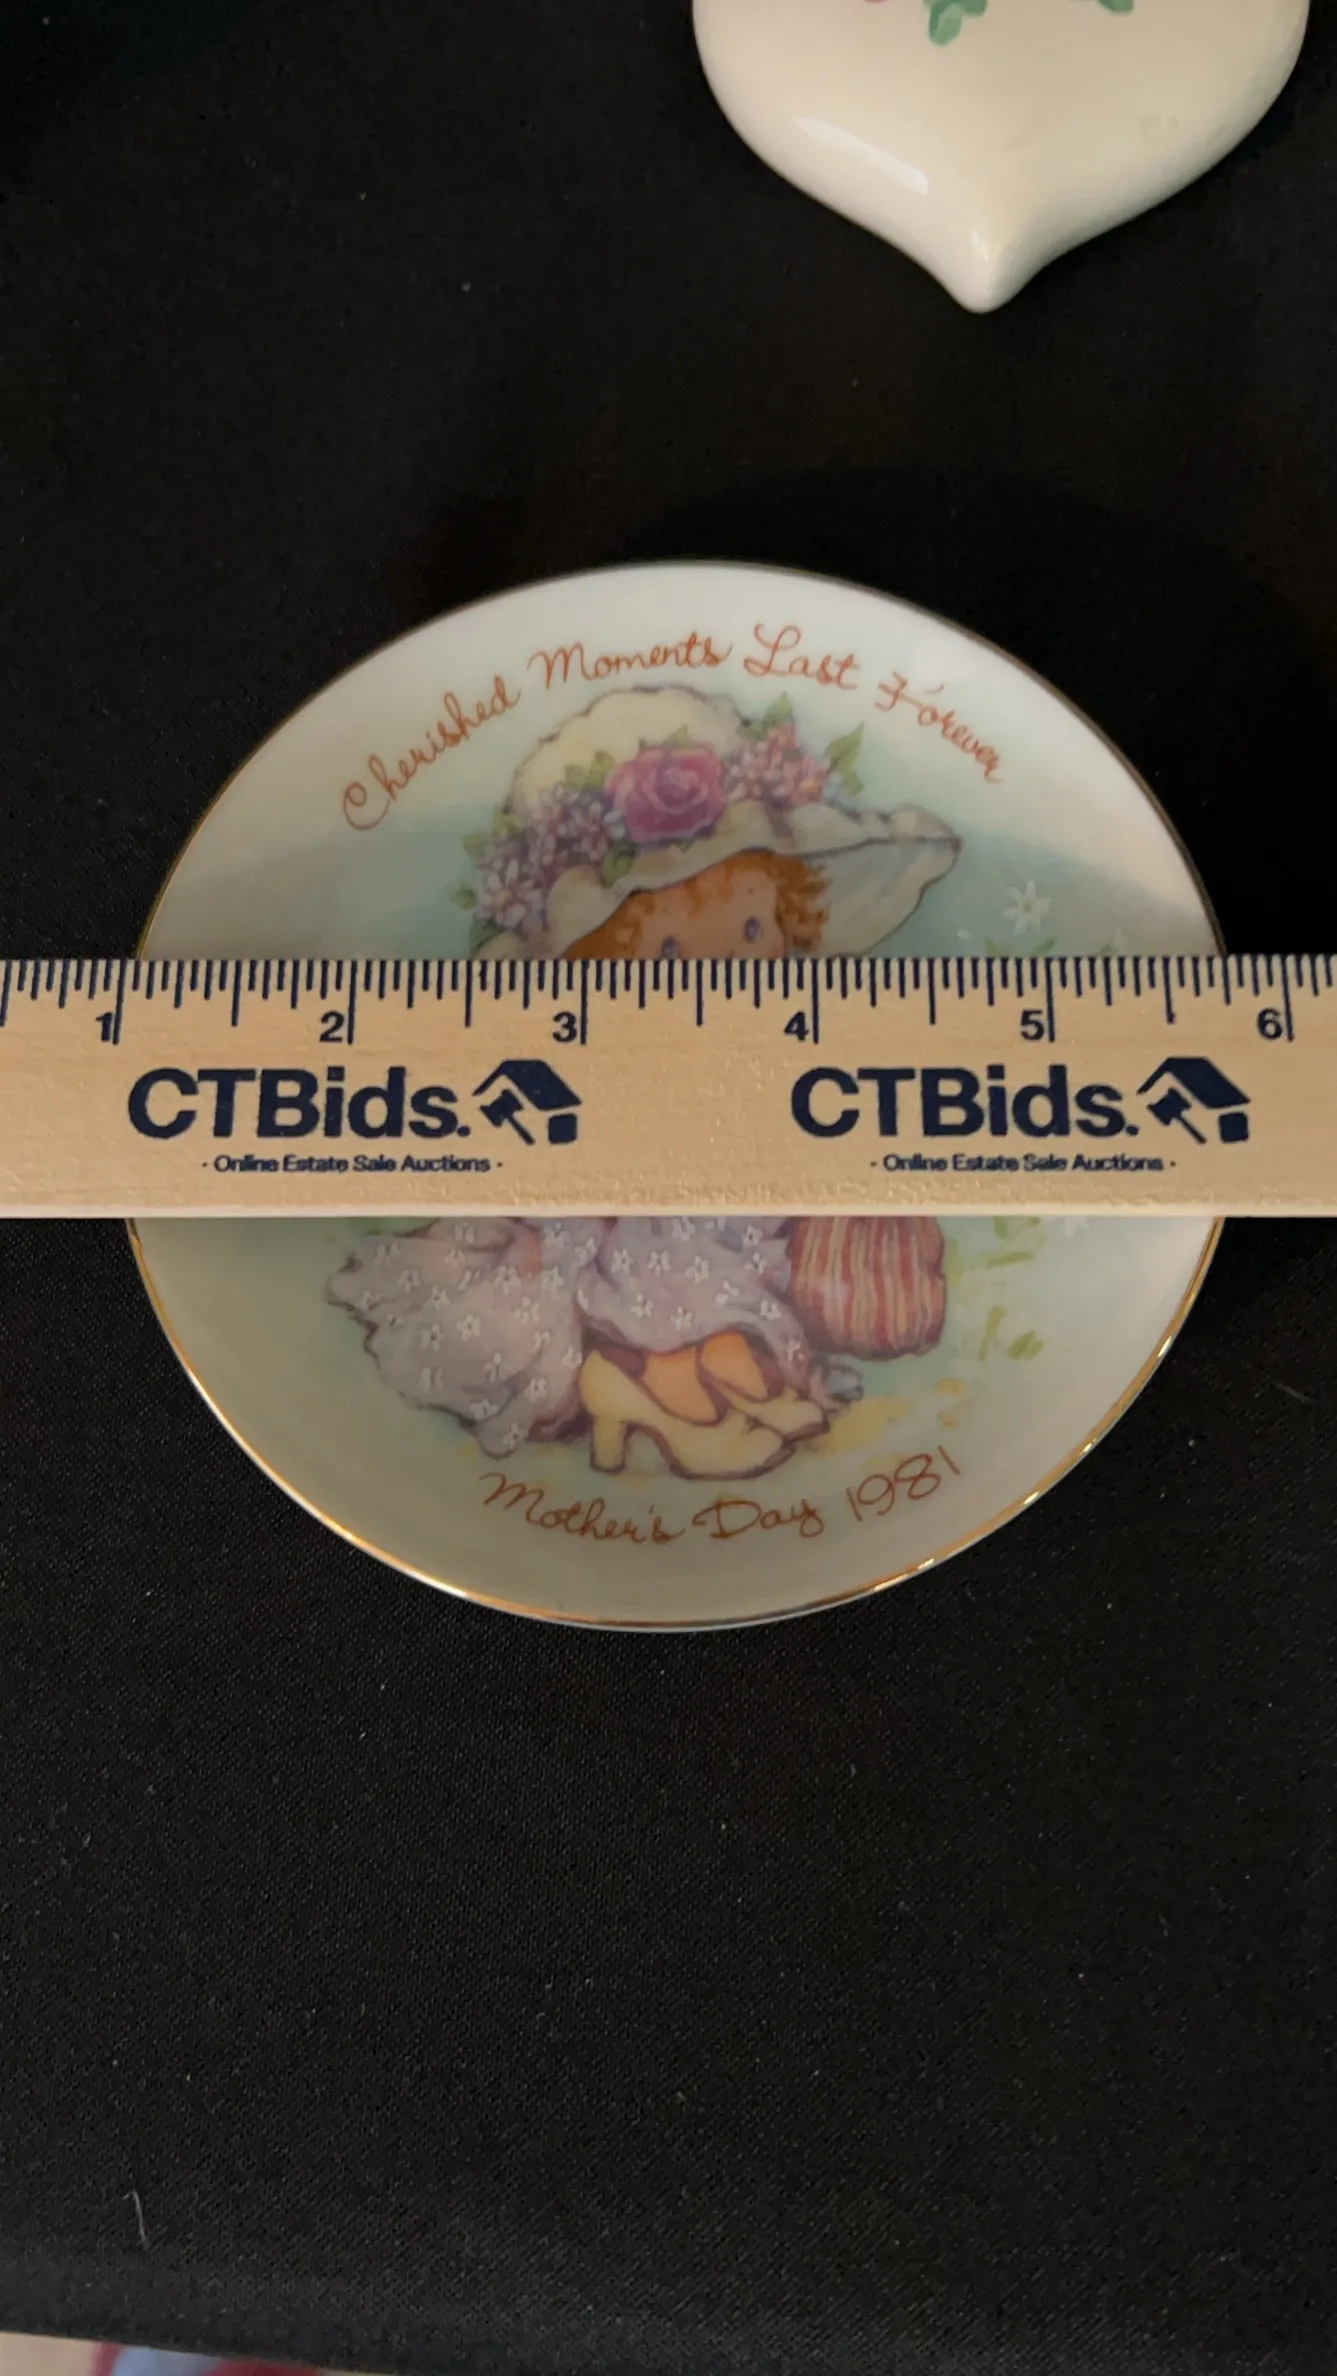 Cherished Moments Last Forever
1 2 3 4 5 6
CTBids. CTBids.
- Online Estate Sale Auctions - - Online Estate Sale Auctions -
Mother's Day 1981